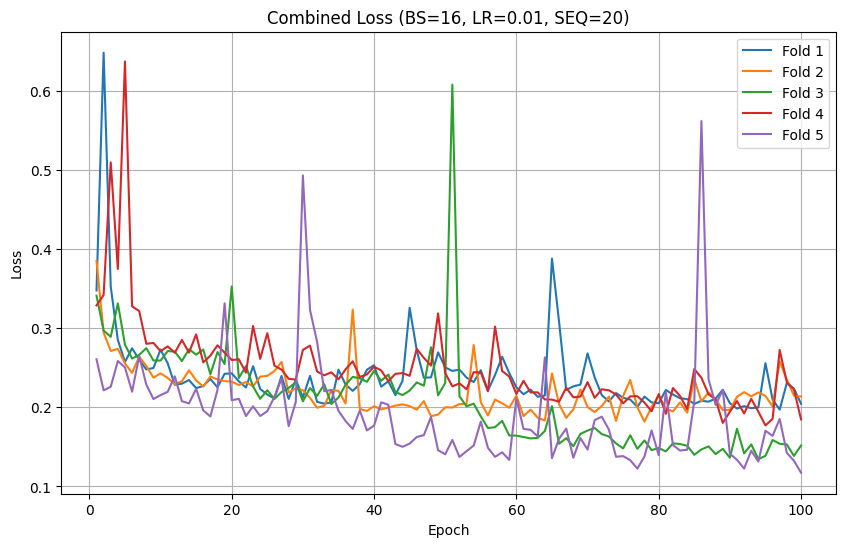 Combined Loss (BS=16, LR=0.01, SEQ=20)
Fold 1
Fold 2
Fold 3
Fold 4
Fold 5
Loss
0.6
0.5
0.4
0.3
0.2
0.1
0 20 40 60 80 100
Epoch